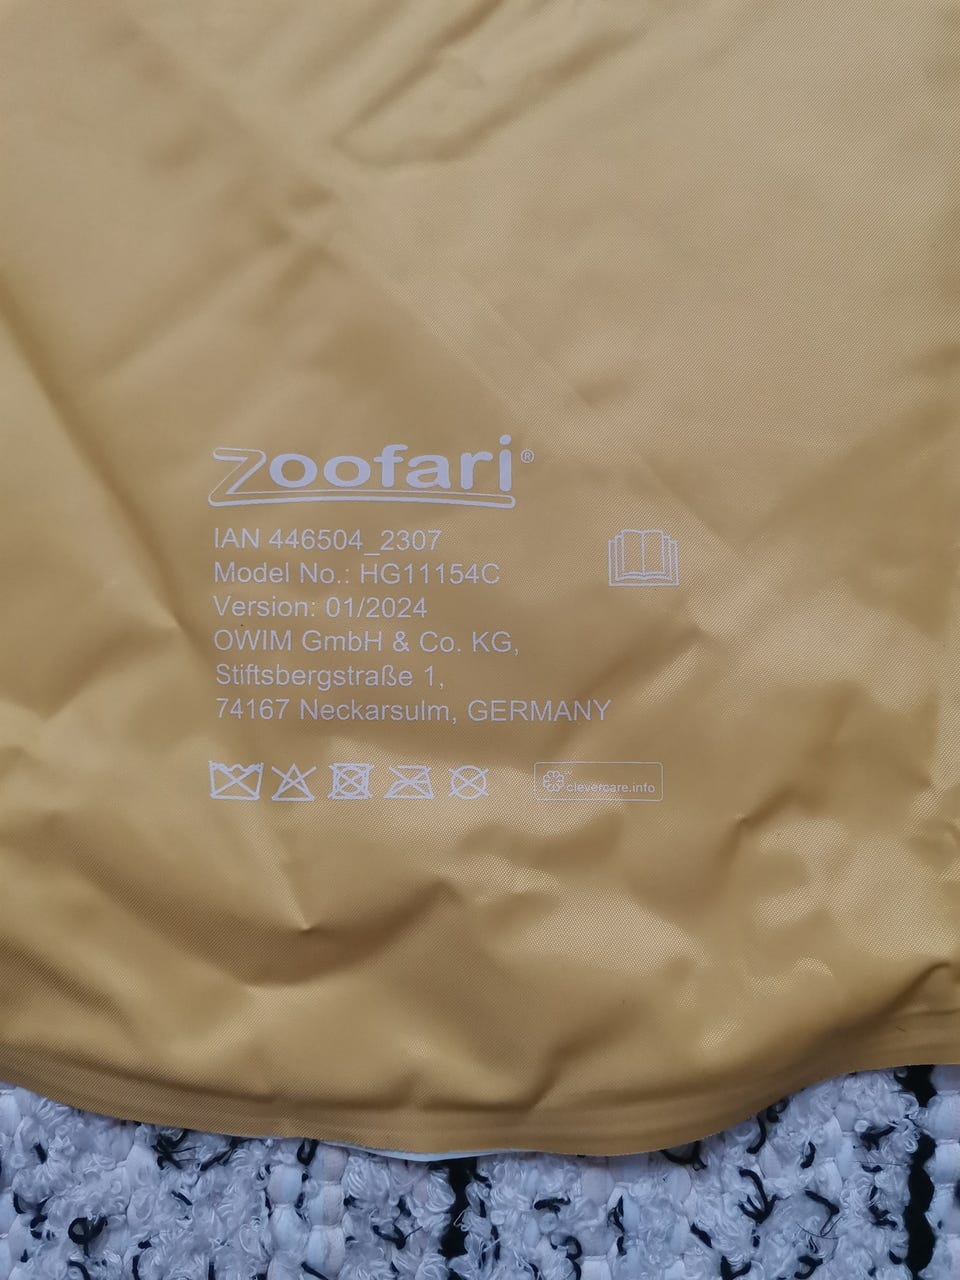 zoofari®
IAN 446504_2307
Model No.: HG11154C
Version: 01/2024
OWIM GmbH & Co. KG,
Stiftsbergstraße 1,
74167 Neckarsulm, GERMANY
clevercare.info